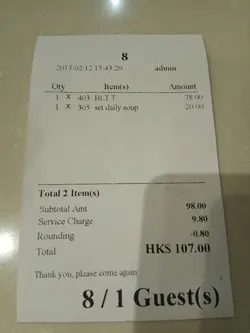 8
2017-02-12 15:43:29 admin
Qty Item(s) Amount
1 X 403 BLT T 78.00
1 X 305 set daily soup 20.00
Total 2 Item(s)
Subtotal Amt 98.00
Service Charge 9.80
Rounding -0.80
Total HK$ 107.00
Thank you, please come again
8 / 1 Guest(s)